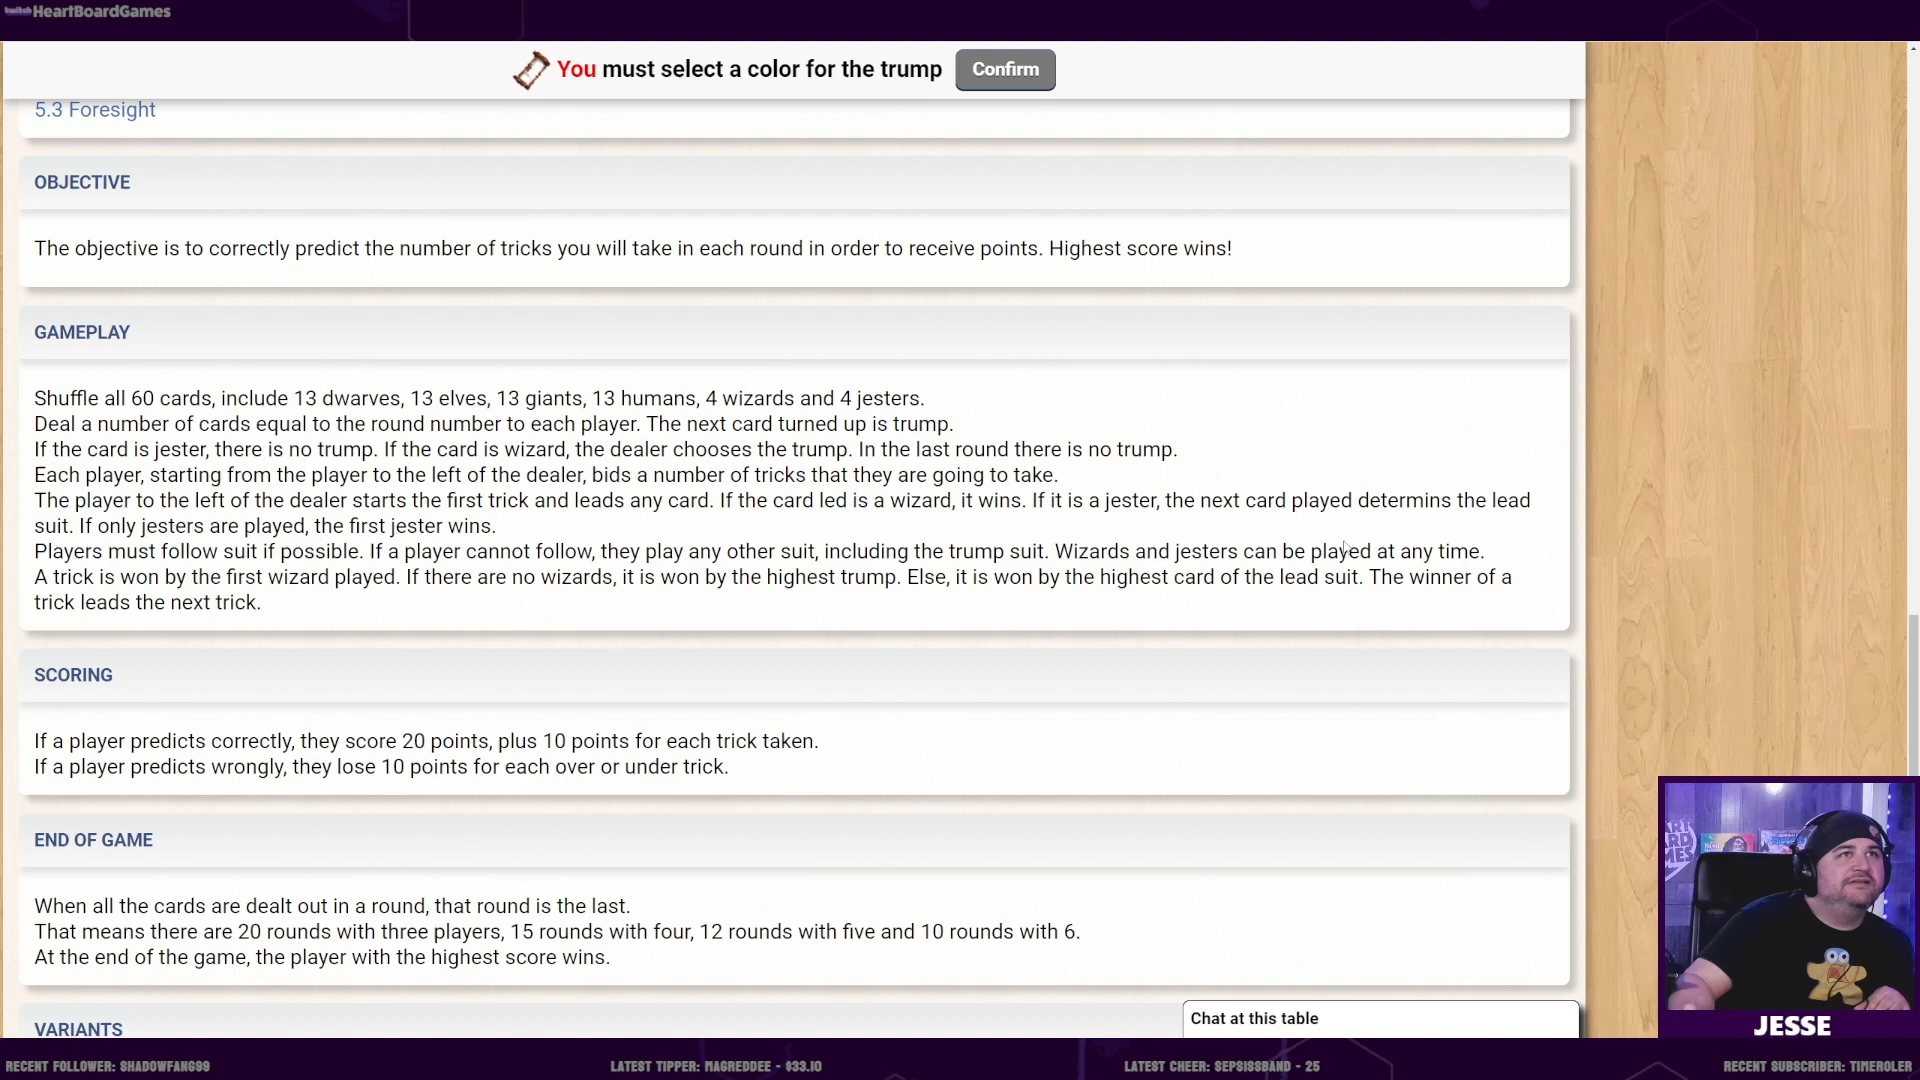 twitch HeartBoardGames
You must select a color for the trump
Confirm
5.3 Foresight
OBJECTIVE
The objective is to correctly predict the number of tricks you will take in each round in order to receive points. Highest score wins!
GAMEPLAY
Shuffle all 60 cards, include 13 dwarves, 13 elves, 13 giants, 13 humans, 4 wizards and 4 jesters.
Deal a number of cards equal to the round number to each player. The next card turned up is trump.
If the card is jester, there is no trump. If the card is wizard, the dealer chooses the trump. In the last round there is no trump.
Each player, starting from the player to the left of the dealer, bids a number of tricks that they are going to take.
The player to the left of the dealer starts the first trick and leads any card. If the card led is a wizard, it wins. If it is a jester, the next card played determins the lead
suit. If only jesters are played, the first jester wins.
Players must follow suit if possible. If a player cannot follow, they play any other suit, including the trump suit. Wizards and jesters can be played at any time.
A trick is won by the first wizard played. If there are no wizards, it is won by the highest trump. Else, it is won by the highest card of the lead suit. The winner of a
trick leads the next trick.
SCORING
If a player predicts correctly, they score 20 points, plus 10 points for each trick taken.
If a player predicts wrongly, they lose 10 points for each over or under trick.
END OF GAME
When all the cards are dealt out in a round, that round is the last.
That means there are 20 rounds with three players, 15 rounds with four, 12 rounds with five and 10 rounds with 6.
At the end of the game, the player with the highest score wins.
VARIANTS
Chat at this table
JESSE
RECENT FOLLOWER: SHADOWFANG99
LATEST TIPPER: MAGREDDEE - $33.10
LATEST CHEER: SEPSISSBAND - 25
RECENT SUBSCRIBER: TIMEROLER